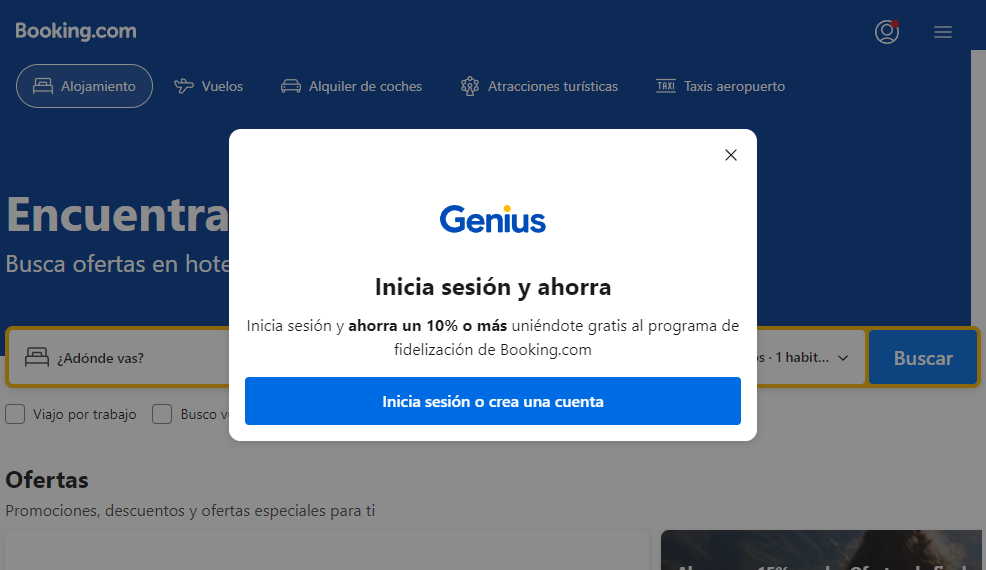 Booking.com
Alojamiento
Vuelos
Alquiler de coches
Atracciones turísticas
TAXI Taxis aeropuerto
Encuentra
Busca ofertas en hote
Genius
Inicia sesión y ahorra
Inicia sesión y ahorra un 10% o más uniéndote gratis al programa de
fidelización de Booking.com
Inicia sesión o crea una cuenta
¿Adónde vas?
· 1 habit...
Buscar
Viajo por trabajo
Busco
Ofertas
Promociones, descuentos y ofertas especiales para ti